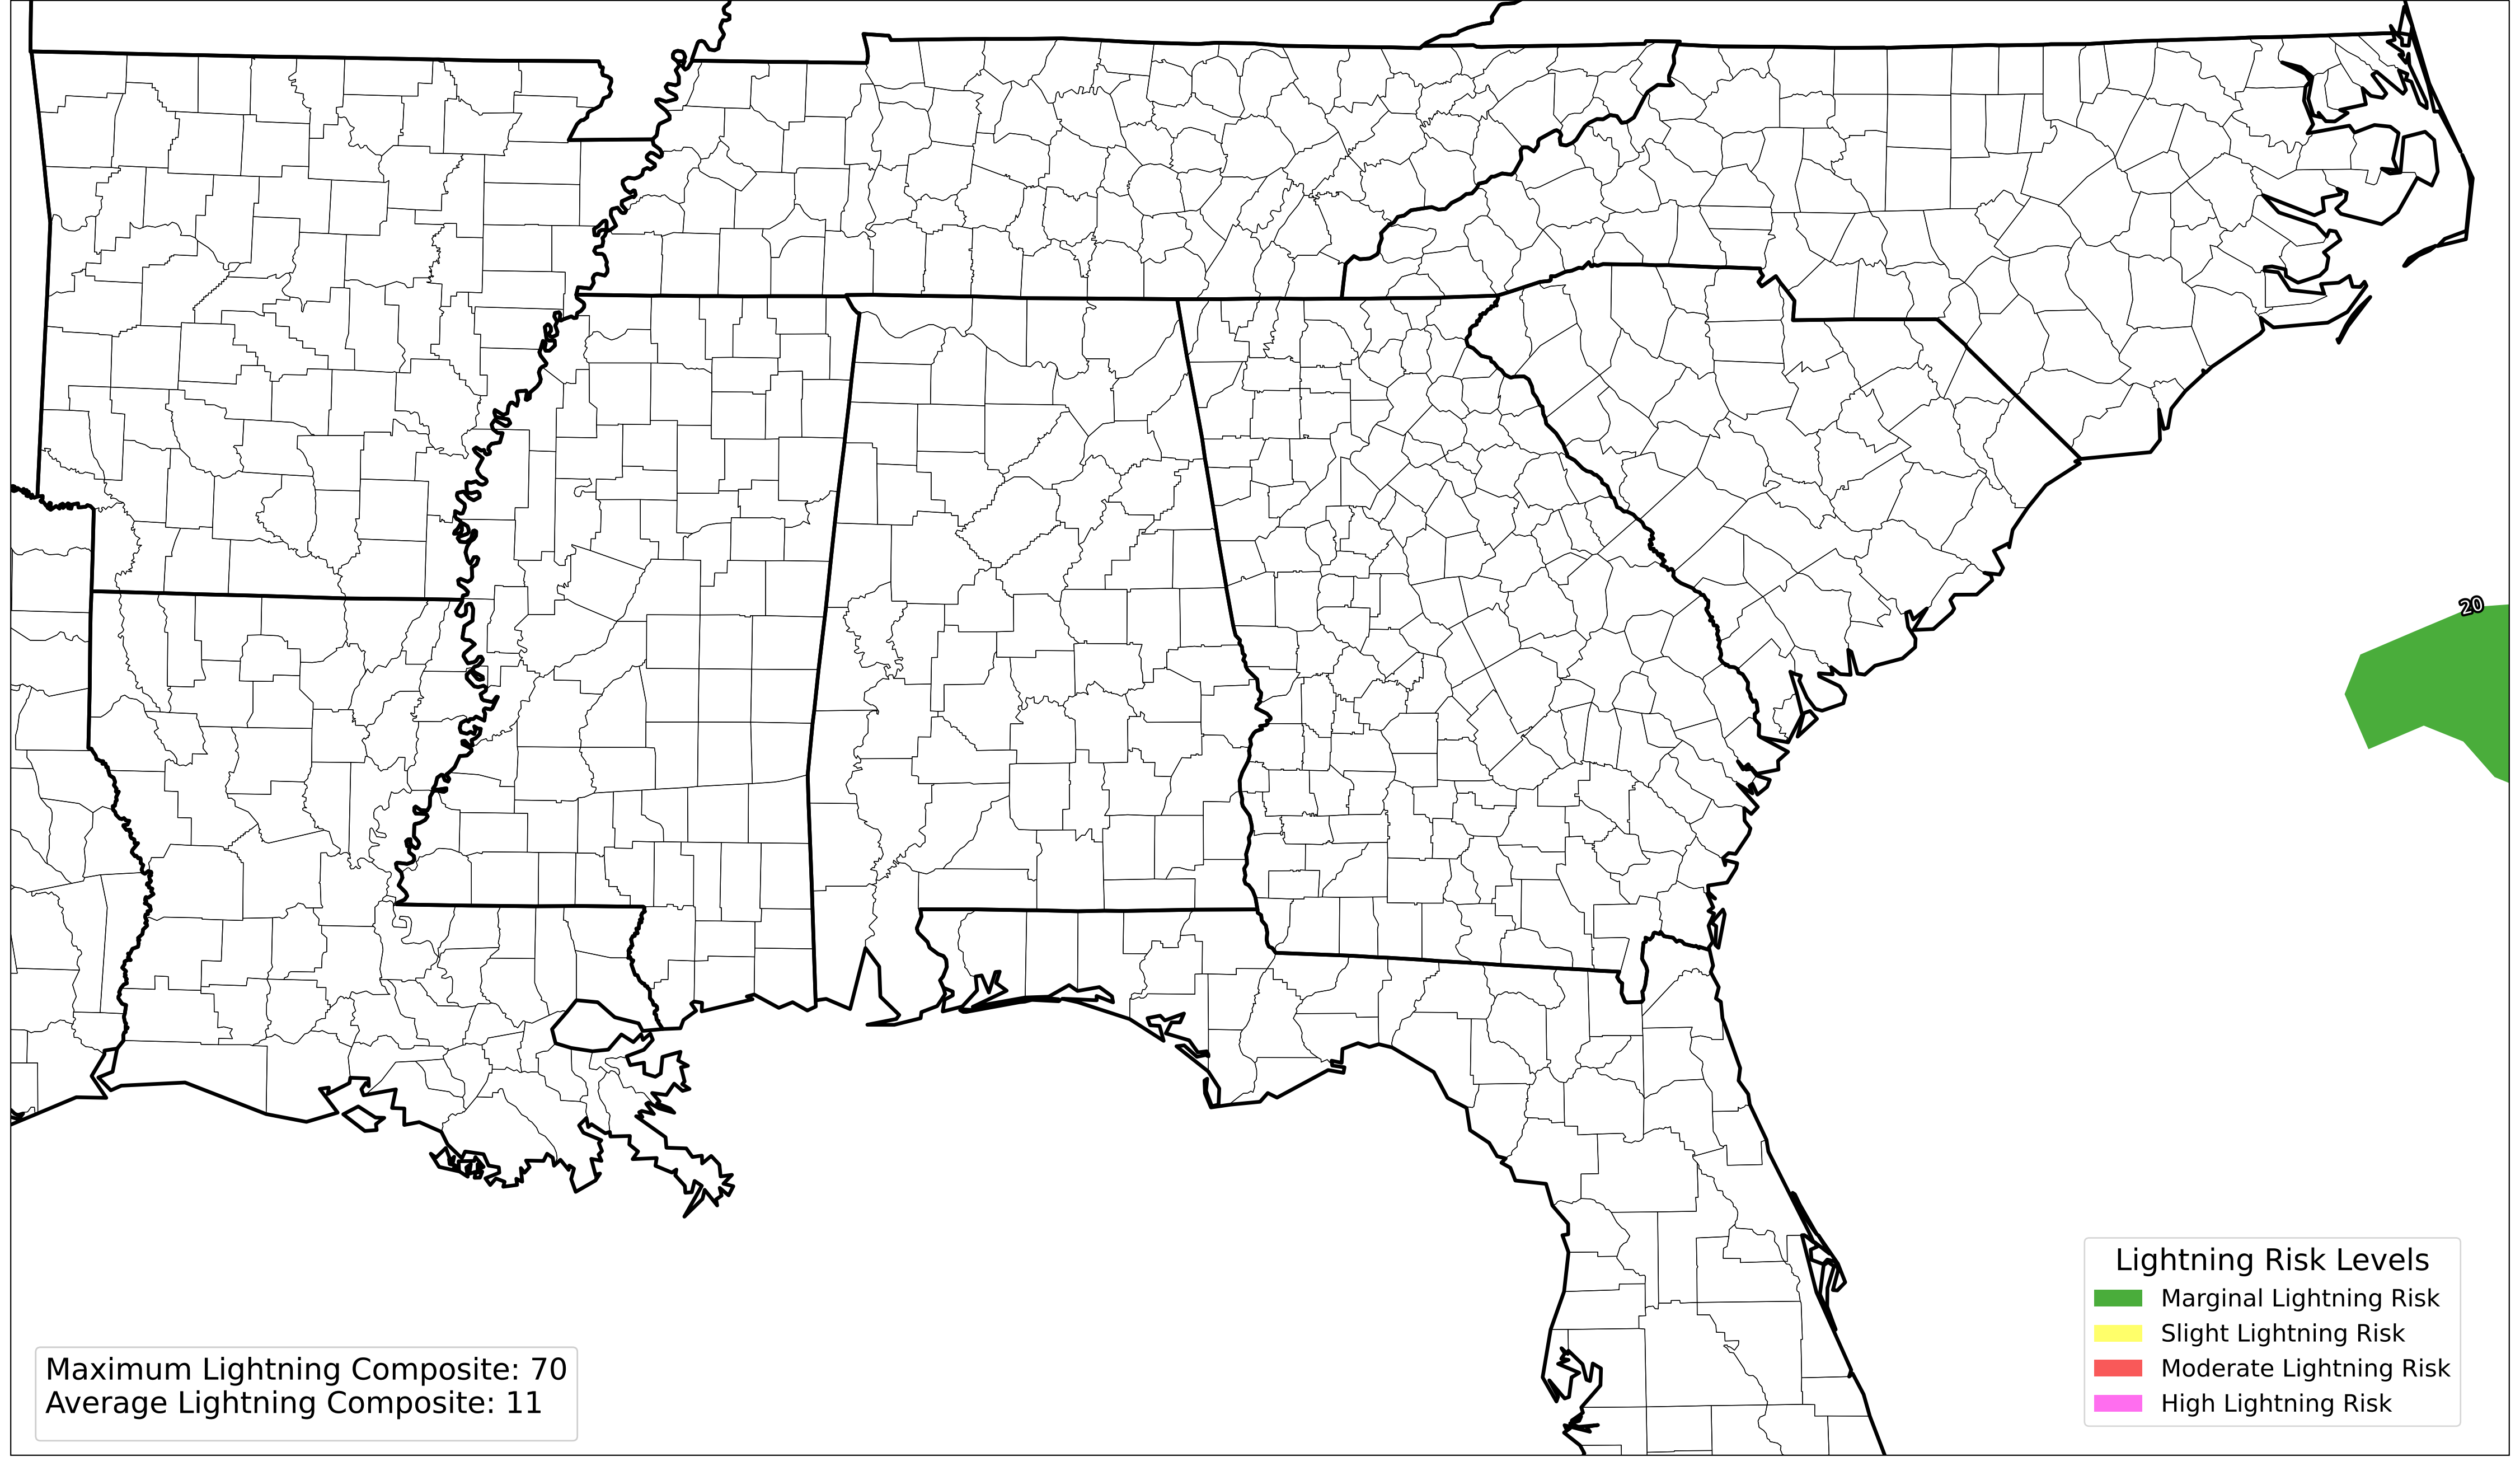 20
Lightning Risk Levels
Marginal Lightning Risk
Slight Lightning Risk
Moderate Lightning Risk
High Lightning Risk
Maximum Lightning Composite: 70
Average Lightning Composite: 11